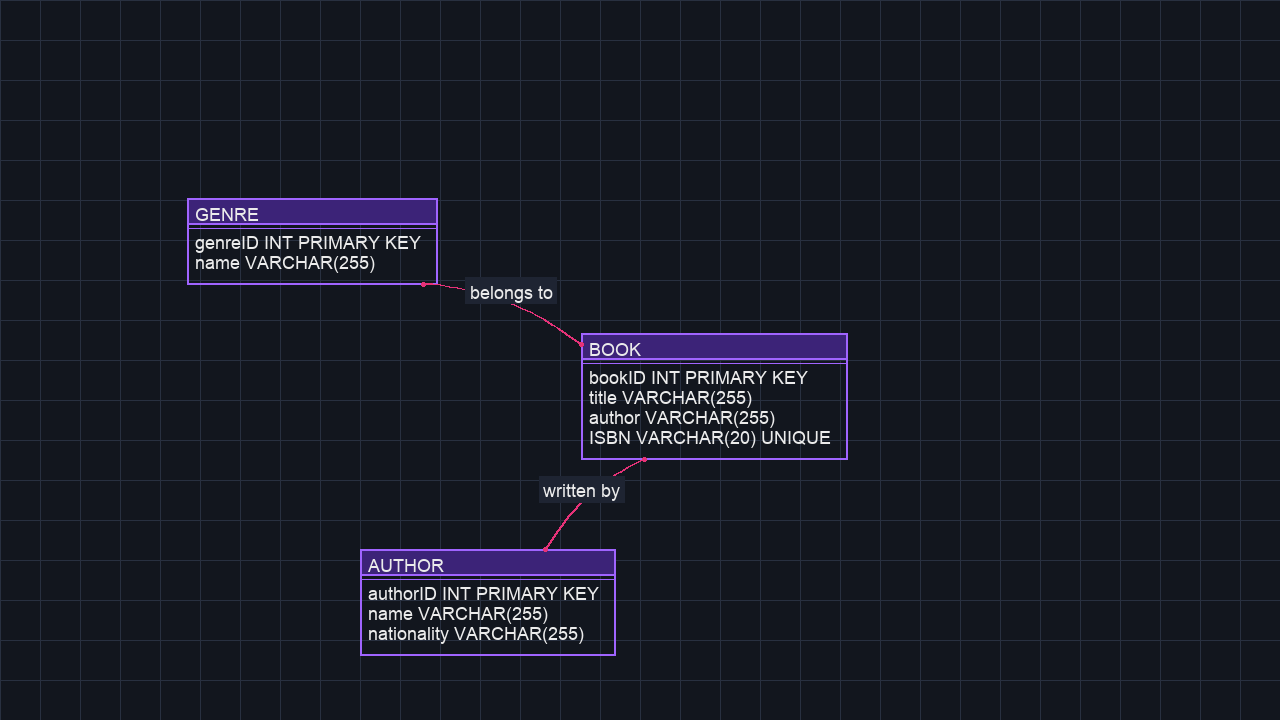 GENRE
genreID INT PRIMARY KEY
name VARCHAR(255)
belongs to
BOOK
bookID INT PRIMARY KEY
title VARCHAR(255)
author VARCHAR(255)
ISBN VARCHAR(20) UNIQUE
written by
AUTHOR
authorID INT PRIMARY KEY
name VARCHAR(255)
nationality VARCHAR(255)